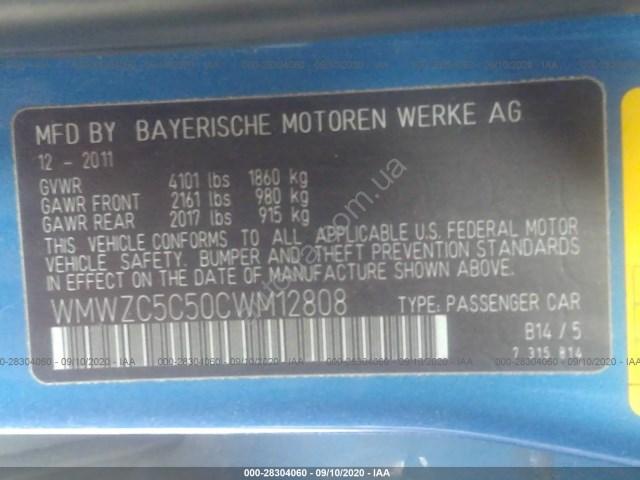 MFD BY BAYERISCHE MOTOREN WERKE AG
12 - 2011
GVWR 4101 lbs 1860 kg
GAWR FRONT 2161 lbs 980 kg
GAWR REAR 2017 lbs 915 kg
THIS VEHICLE CONFORMS TO ALL APPLICABLE U.S. FEDERAL MOTOR
VEHICLE SAFETY, BUMPER AND THEFT PREVENTION STANDARDS
IN EFFECT ON THE DATE OF MANUFACTURE SHOWN ABOVE.
WMWZC5C50CWM12808 TYPE: PASSENGER CAR
B14 / 5
000-28304060 - 09/10/2020 - IAA